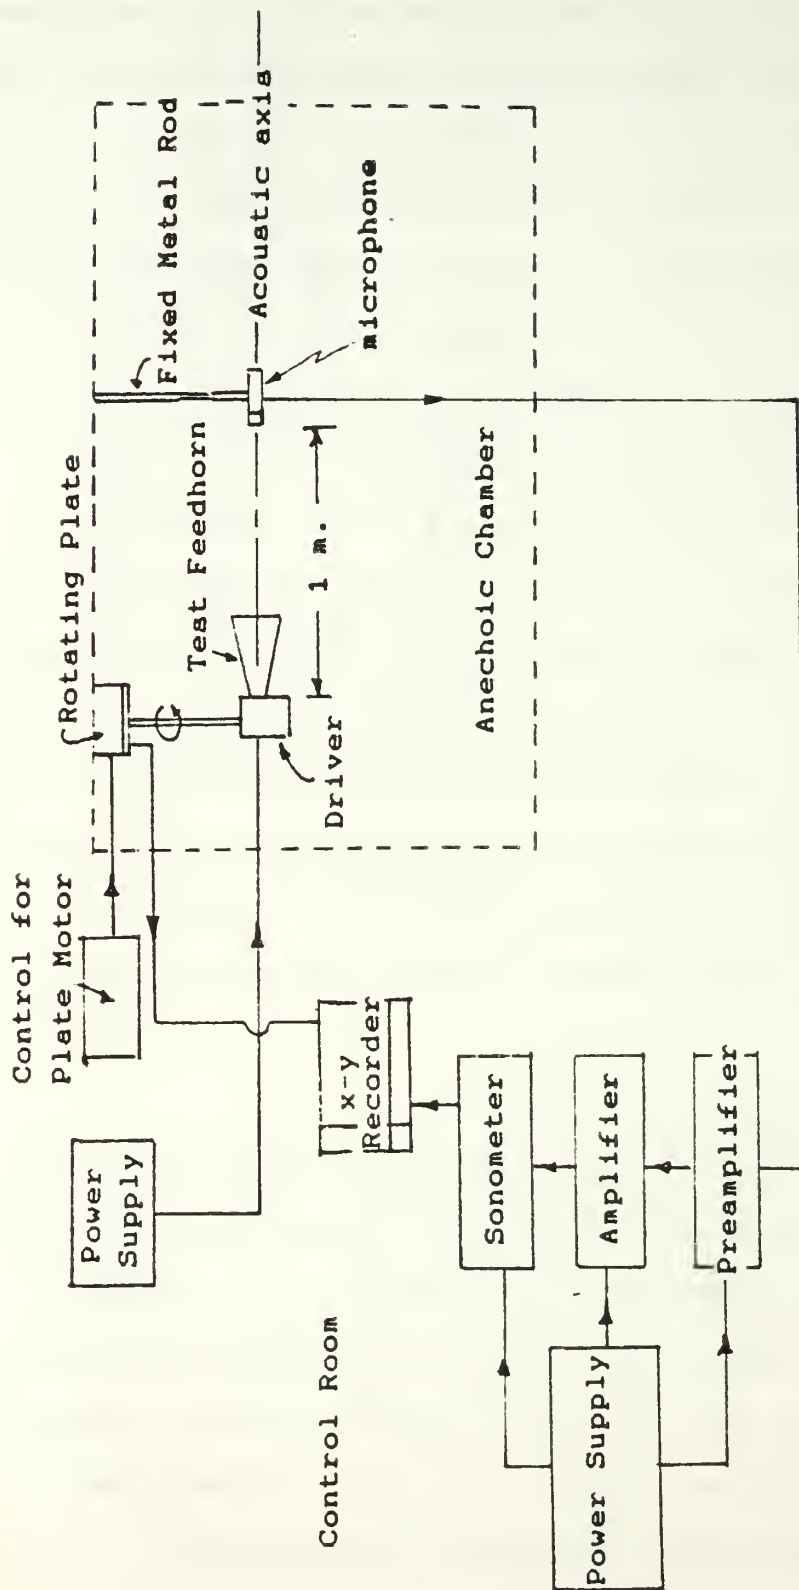 Control for
Plate Motor
Rotating Plate
Fixed Metal Rod
Power
Supply
Test Feedhorn
Acoustic axis
Driver
1 m.
microphone
x-y
Recorder
Anechoic Chamber
Control Room
Sonometer
Amplifier
Preamplifier
Power Supply